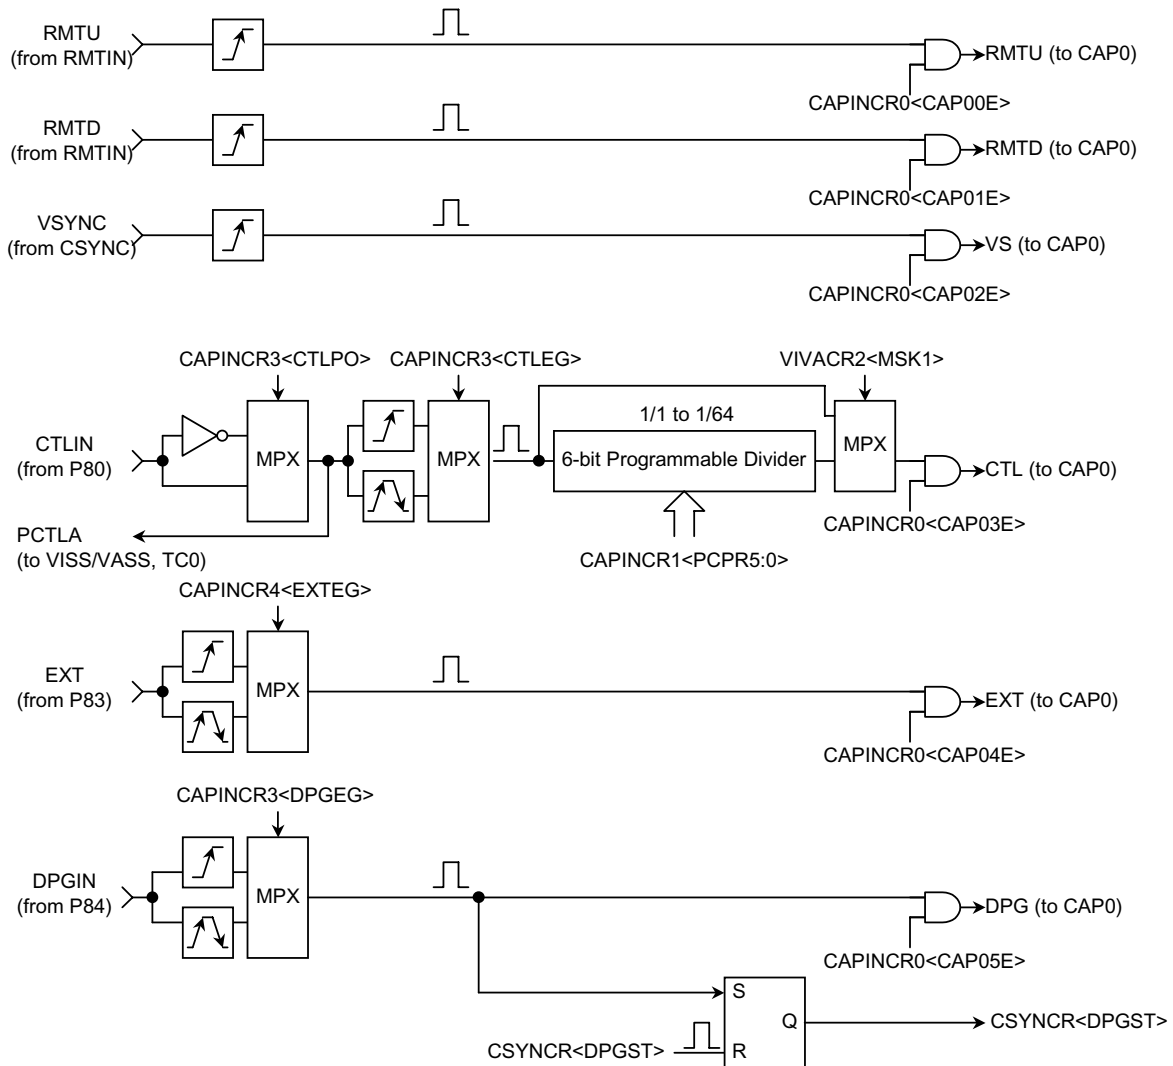 RMTU
(from RMTIN)
RMTU (to CAP0)
CAPINCR0<CAP00E>
RMTD
(from RMTIN)
RMTD (to CAP0)
CAPINCR0<CAP01E>
VSYNC
(from CSYNC)
VS (to CAP0)
CAPINCR0<CAP02E>
CAPINCR3<CTLPO>
CAPINCR3<CTLEG>
VIVACR2<MSK1>
1/1 to 1/64
CTLIN
(from P80)
MPX
MPX
6-bit Programmable Divider
MPX
CTL (to CAP0)
CAPINCR0<CAP03E>
PCTLA
(to VISS/VASS, TC0)
CAPINCR1<PCPR5:0>
CAPINCR4<EXTEG>
EXT
(from P83)
MPX
EXT (to CAP0)
CAPINCR0<CAP04E>
CAPINCR3<DPGEG>
DPGIN
(from P84)
MPX
DPG (to CAP0)
CAPINCR0<CAP05E>
S
Q
CSYNCR<DPGST>
CSYNCR<DPGST>
R